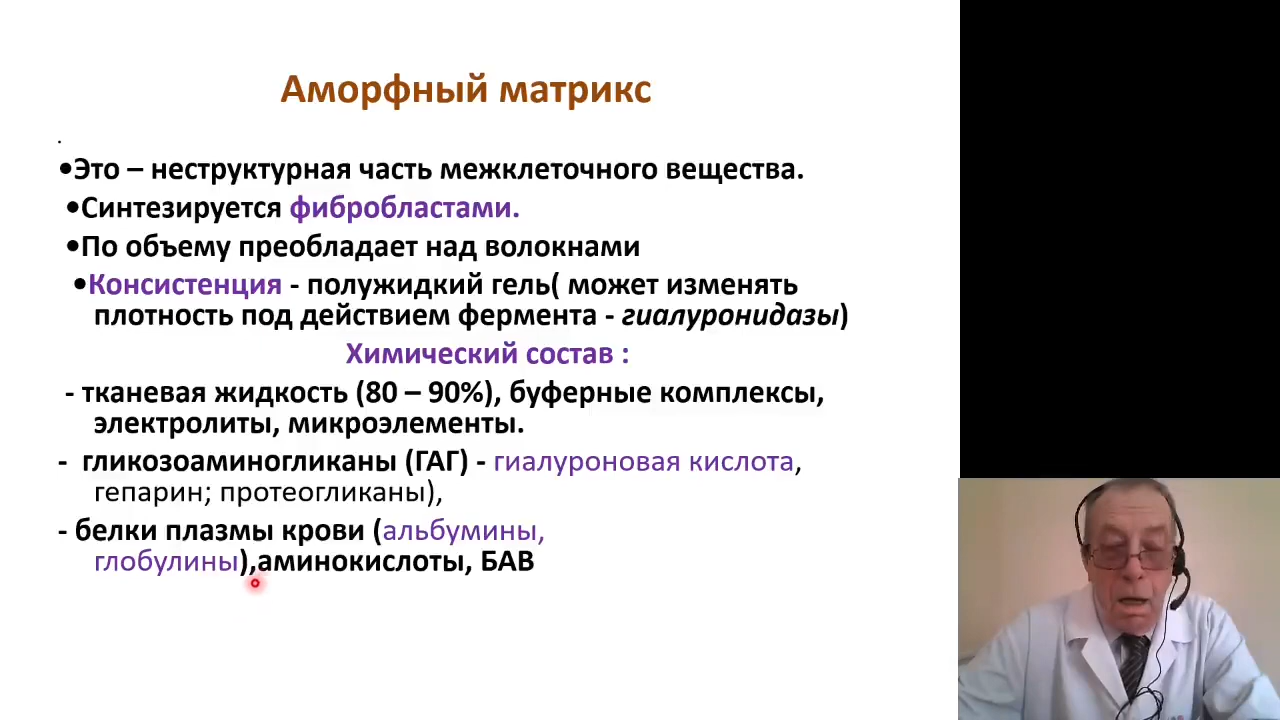 Аморфный матрикс
.
•Это – неструктурная часть межклеточного вещества.
•Синтезируется фибробластами.
•По объему преобладает над волокнами
•Консистенция - полужидкий гель( может изменять
плотность под действием фермента - гиалуронидазы)
Химический состав :
- тканевая жидкость (80 – 90%), буферные комплексы,
электролиты, микроэлементы.
- гликозоаминогликаны (ГАГ) - гиалуроновая кислота,
гепарин; протеогликаны),
- белки плазмы крови (альбумины,
глобулины),аминокислоты, БАВ